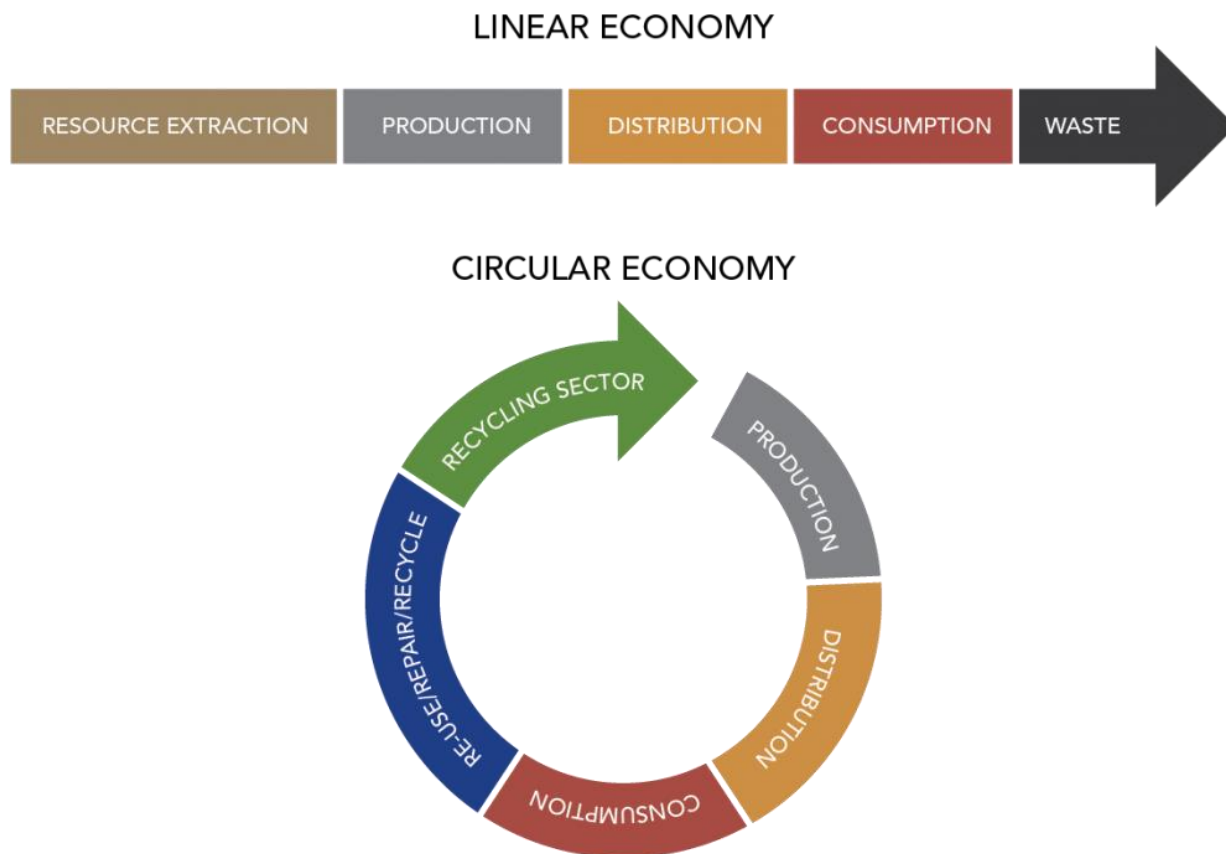 LINEAR ECONOMY
RESOURCE EXTRACTION
PRODUCTION
DISTRIBUTION
CONSUMPTION
WASTE
CIRCULAR ECONOMY
PRODUCTION
DISTRIBUTION
CONSUMPTION
RE-USE/REPAIR/RECYCLE
RECYCLING SECTOR